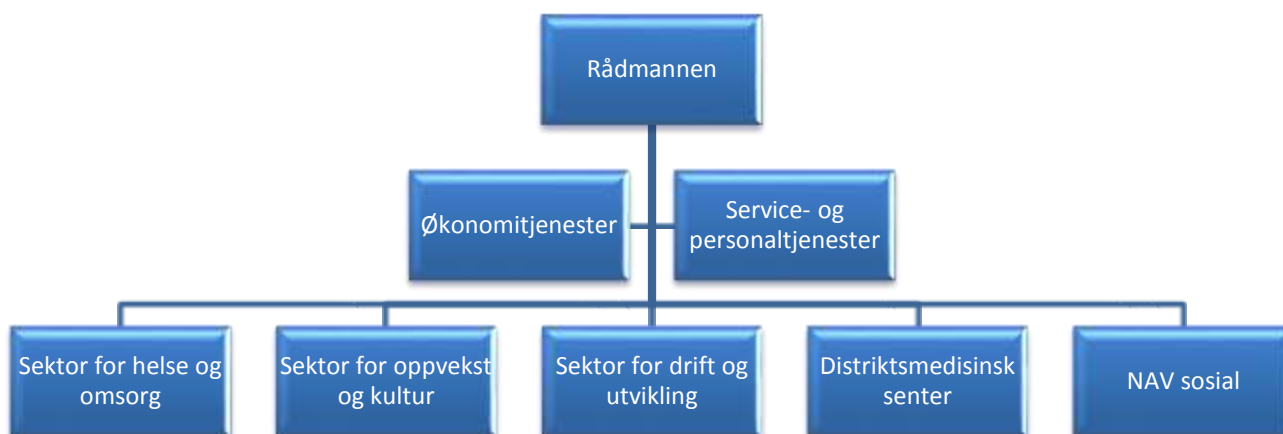 Rådmannen
Økonomitjenester
Service- og
personaltjenester
Sektor for helse og
omsorg
Sektor for oppvekst
og kultur
Sektor for drift og
utvikling
Distriktsmedisinsk
senter
NAV sosial